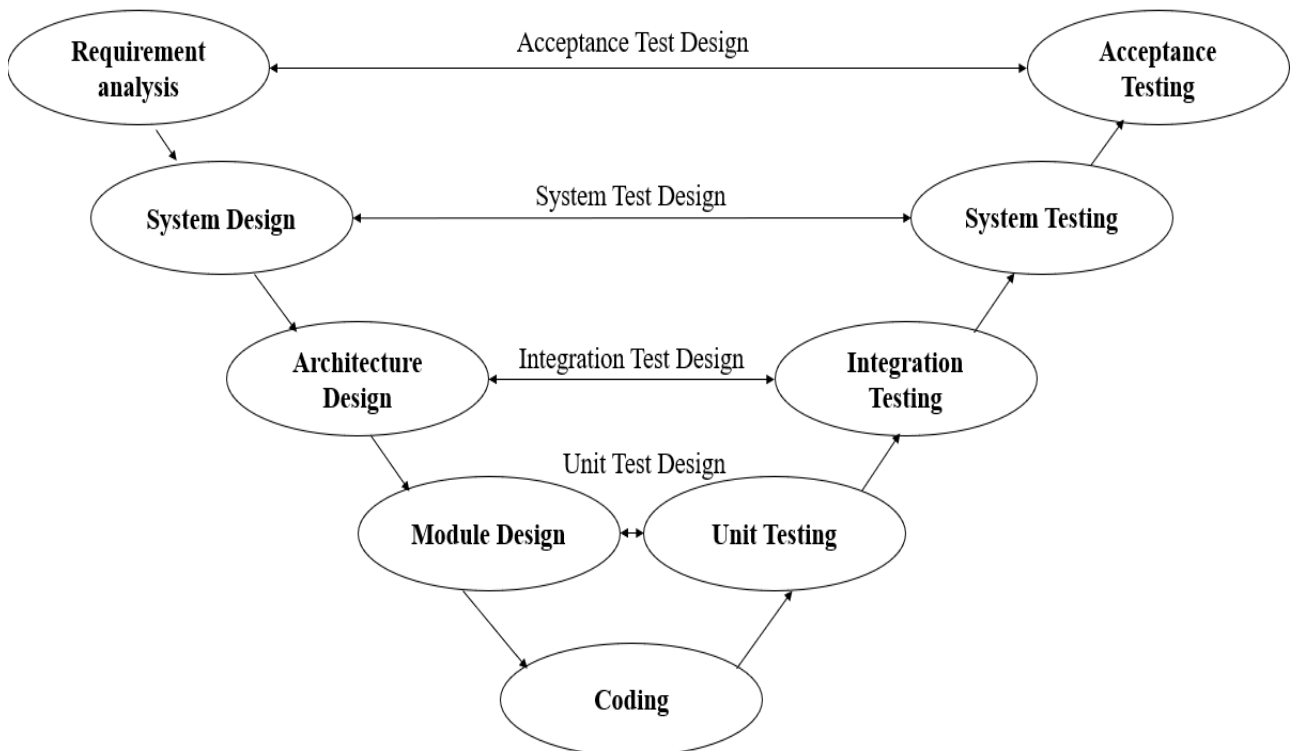 Requirement
analysis
Acceptance Test Design
Acceptance
Testing
System Design
System Test Design
System Testing
Architecture
Design
Integration Test Design
Integration
Testing
Unit Test Design
Module Design
Unit Testing
Coding